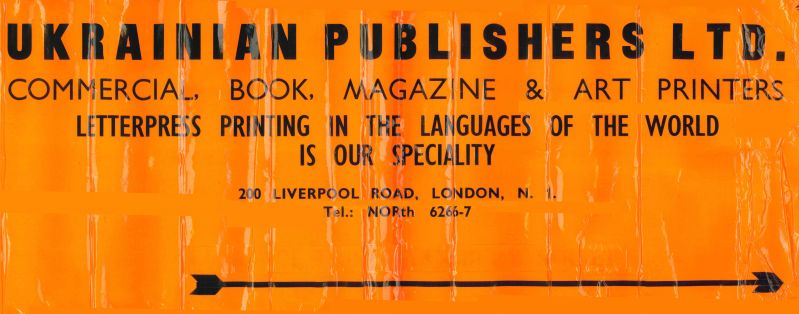 UKRAINIAN PUBLISHERS LTD.
COMMERCIAL, BOOK, MAGAZINE & ART PRINTERS
LETTERPRESS PRINTING IN THE LANGUAGES OF THE WORLD
IS OUR SPECIALITY
200 LIVERPOOL ROAD, LONDON, N. 1.
Tel.: NORth 6266-7